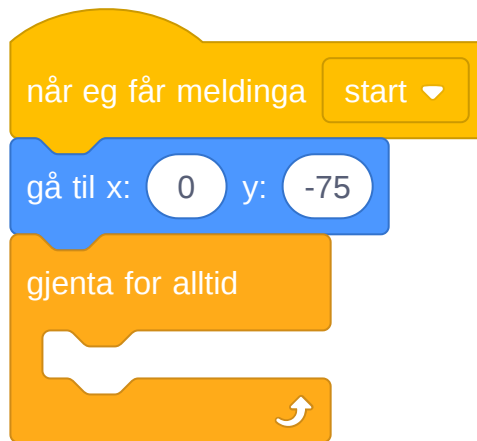 når eg får meldinga start
gå til x: 0 y: -75
gjenta for alltid